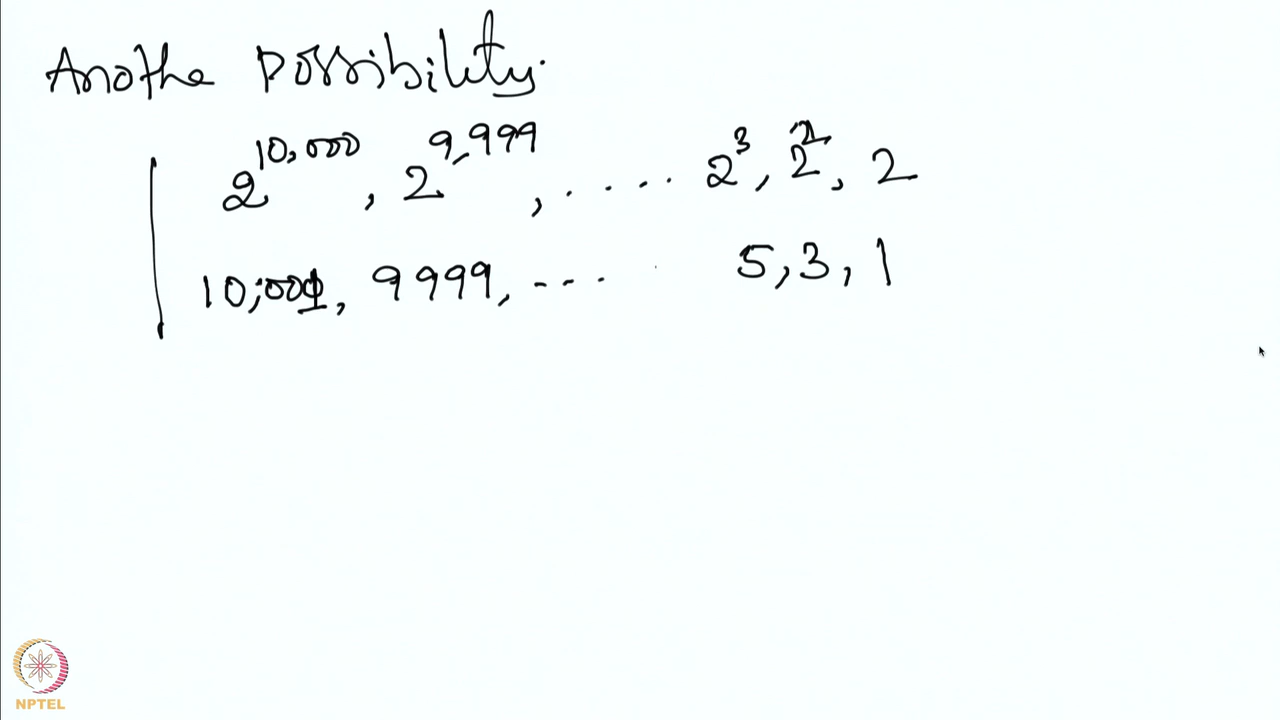 Anothe possibility.
2^10,000, 2^9,999, ..... 2^3, 2^2, 2
10,001, 9999, --- 5, 3, 1
NPTEL